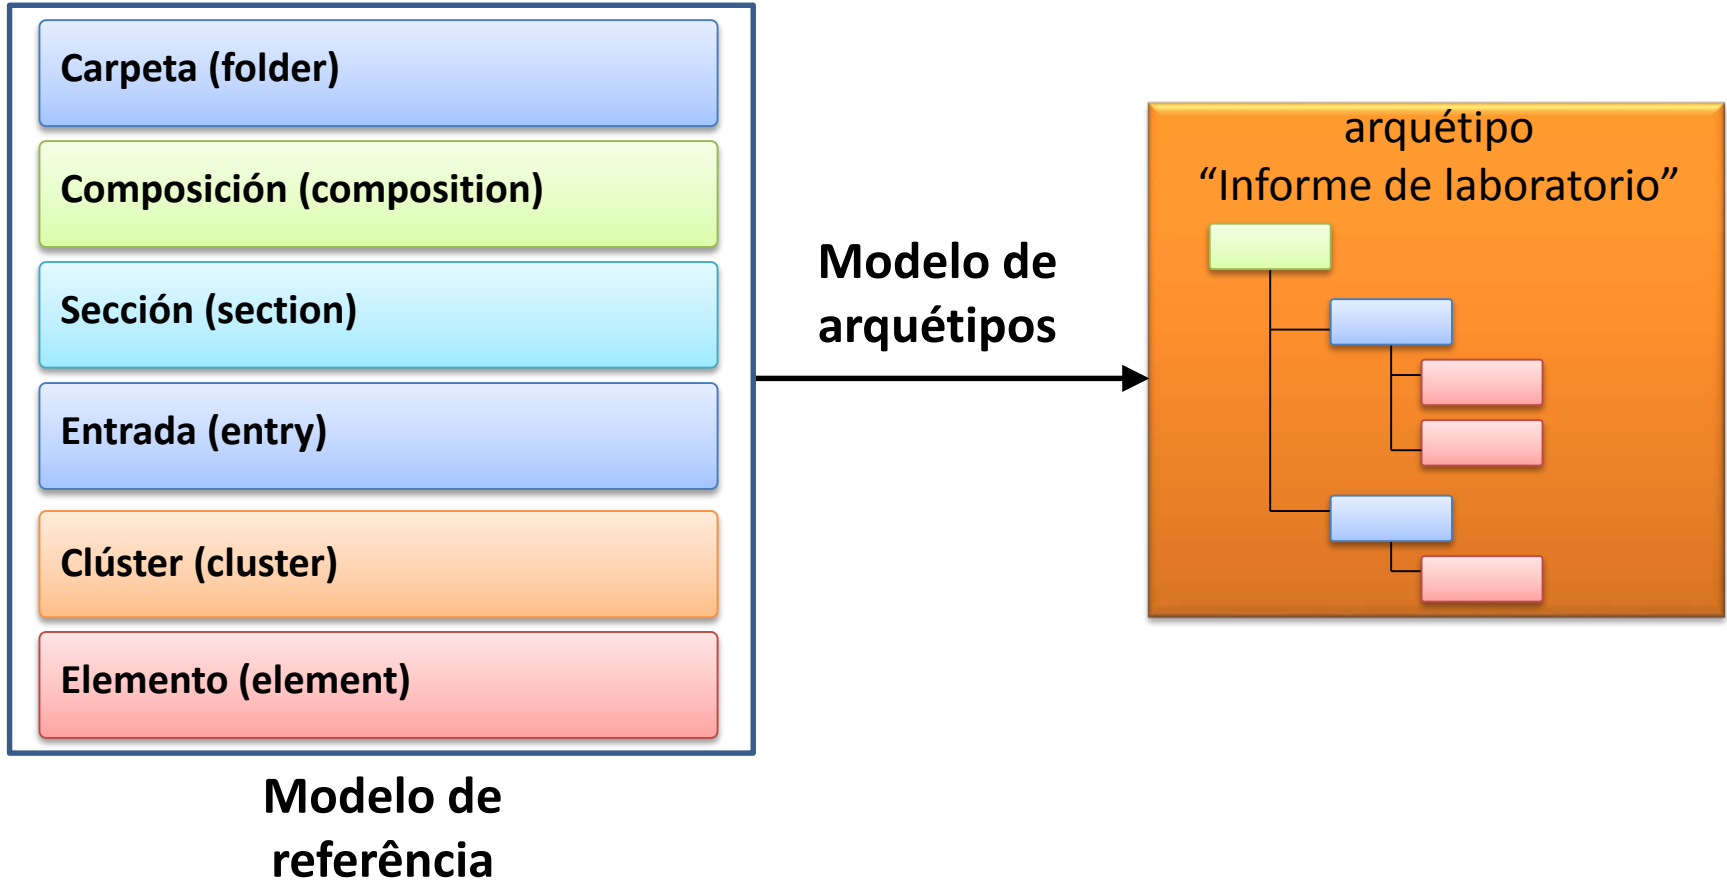 Carpeta (folder)
Composición (composition)
Sección (section)
Entrada (entry)
Clúster (cluster)
Elemento (element)
Modelo de
referência
Modelo de
arquétipos
arquétipo
“Informe de laboratorio”